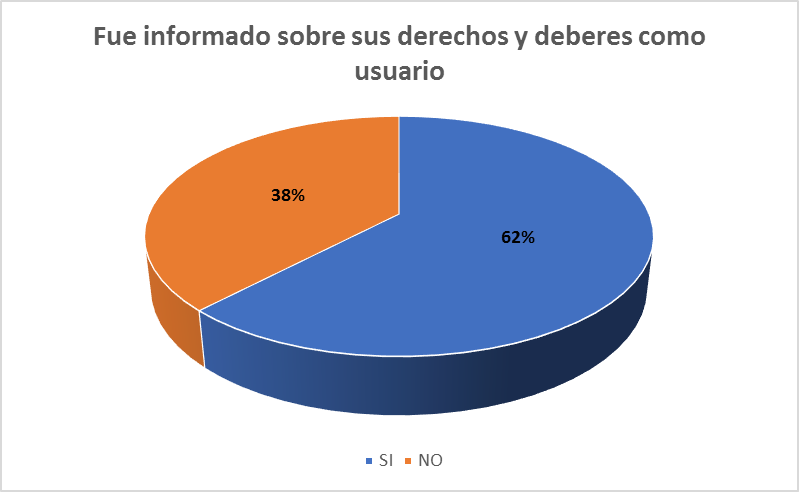 Fue informado sobre sus derechos y deberes como
usuario
38%
62%
SI NO